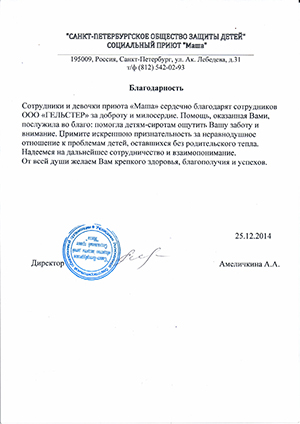 "САНКТ-ПЕТЕРБУРГСКОЕ ОБЩЕСТВО ЗАЩИТЫ ДЕТЕЙ"
СОЦИАЛЬНЫЙ ПРИЮТ "Маша"
195009, Россия, Санкт-Петербург, ул. Ак. Лебедева, д.31
т/ф (812) 542-02-93
Благодарность
Сотрудники и девочки приюта «Маша» сердечно благодарят сотрудников
ООО «ГЕЛЬСТЕР» за доброту и милосердие. Помощь, оказанная Вами,
послужила во благо: помогла детям-сиротам ощутить Вашу заботу и
внимание. Примите искреннюю признательность за неравнодушное
отношение к проблемам детей, оставшихся без родительского тепла.
Надеемся на дальнейшее сотрудничество и взаимопонимание.
От всей души желаем Вам крепкого здоровья, благополучия и успехов.
25.12.2014
Директор Амеличкина А.А.